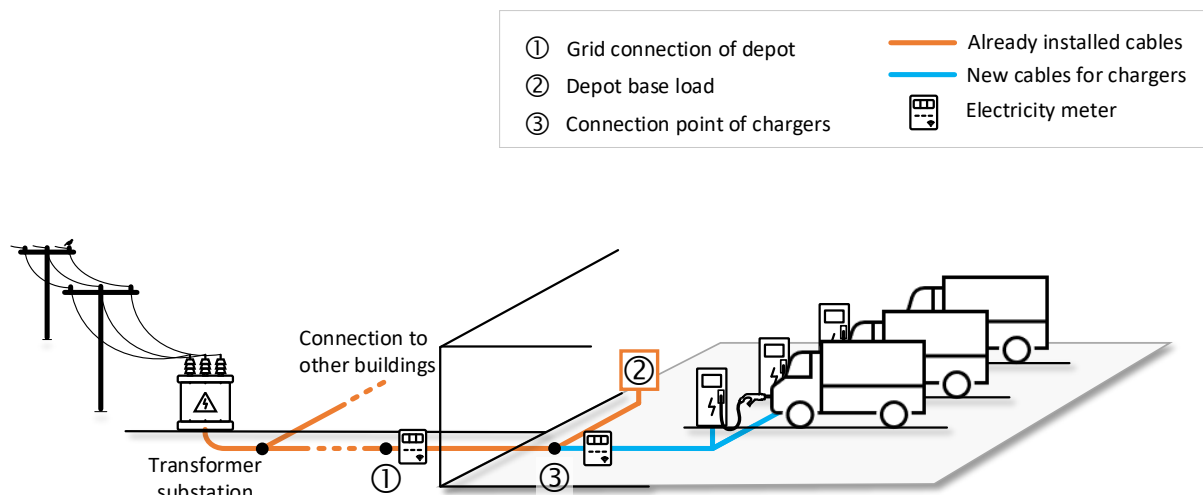 ① Grid connection of depot
② Depot base load
③ Connection point of chargers
Already installed cables
New cables for chargers
Electricity meter
Connection to
other buildings
②
Transformer
substation
①
③